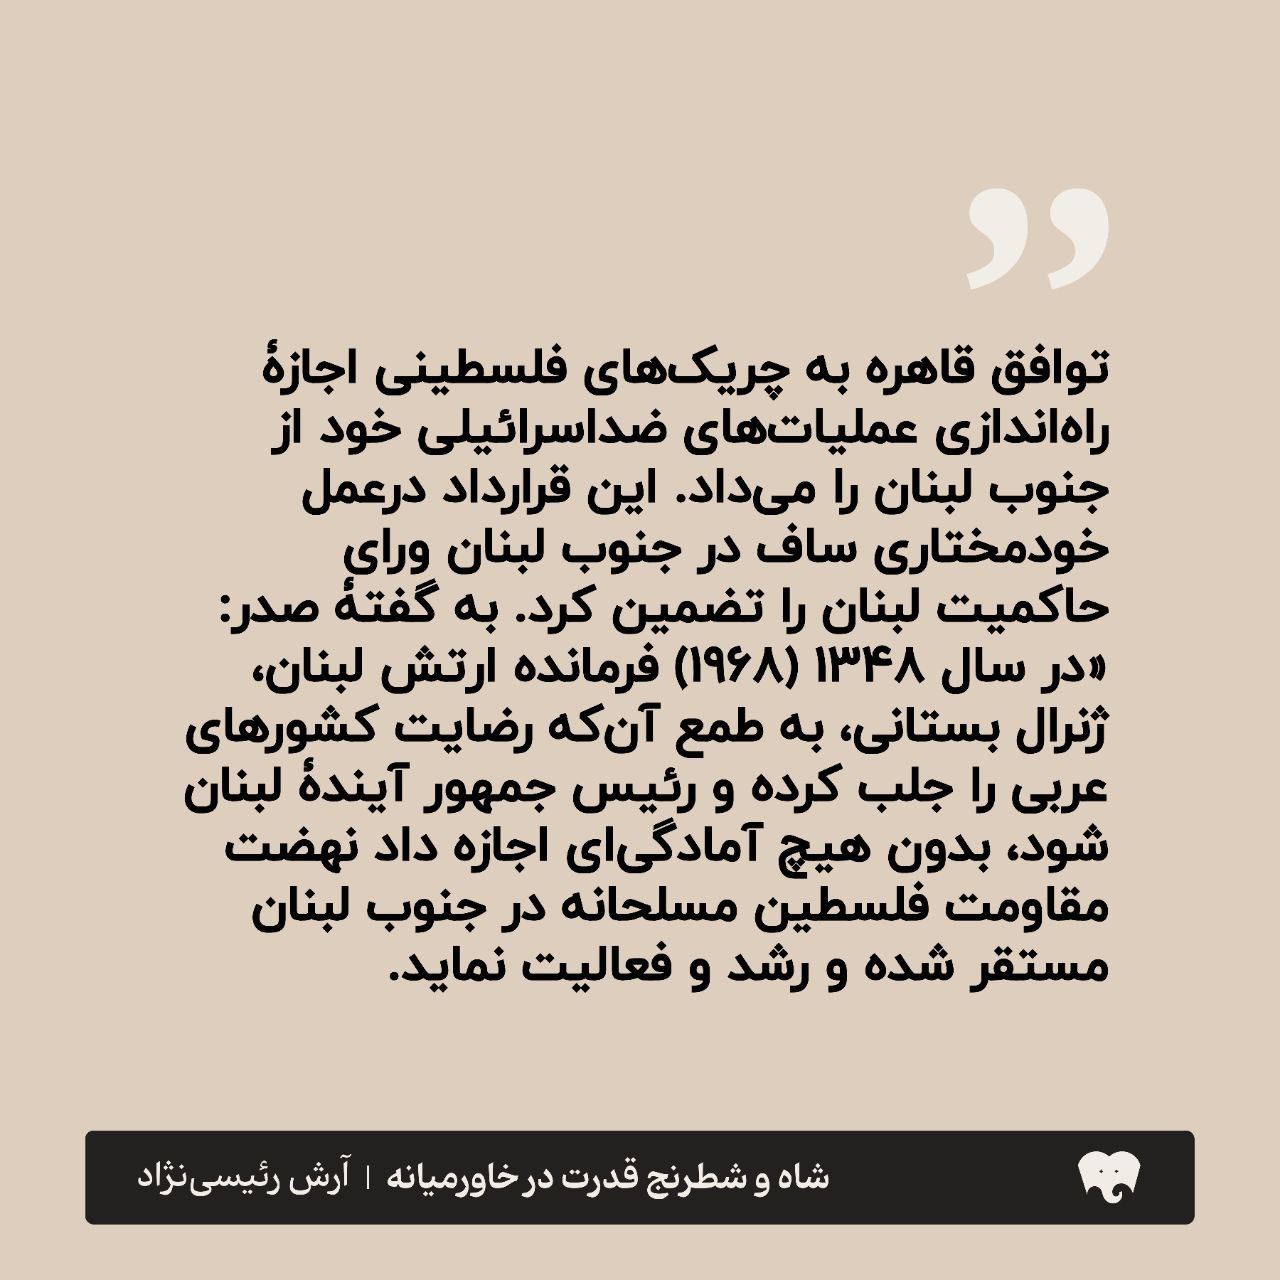 ”
توافق قاهره به چریک‌های فلسطینی اجازهٔ
راه‌اندازی عملیات‌های ضداسرائیلی خود از
جنوب لبنان را می‌داد. این قرارداد درعمل
خودمختاری ساف در جنوب لبنان ورای
حاکمیت لبنان را تضمین کرد. به گفتهٔ صدر:
«در سال ۱۳۴۸ (۱۹۶۸) فرمانده ارتش لبنان،
ژنرال بستانی، به طمع آن‌که رضایت کشورهای
عربی را جلب کرده و رئیس جمهور آیندهٔ لبنان
شود، بدون هیچ آمادگی‌ای اجازه داد نهضت
مقاومت فلسطین مسلحانه در جنوب لبنان
مستقر شده و رشد و فعالیت نماید.
شاه و شطرنج قدرت در خاورمیانه | آرش رئیسی‌نژاد